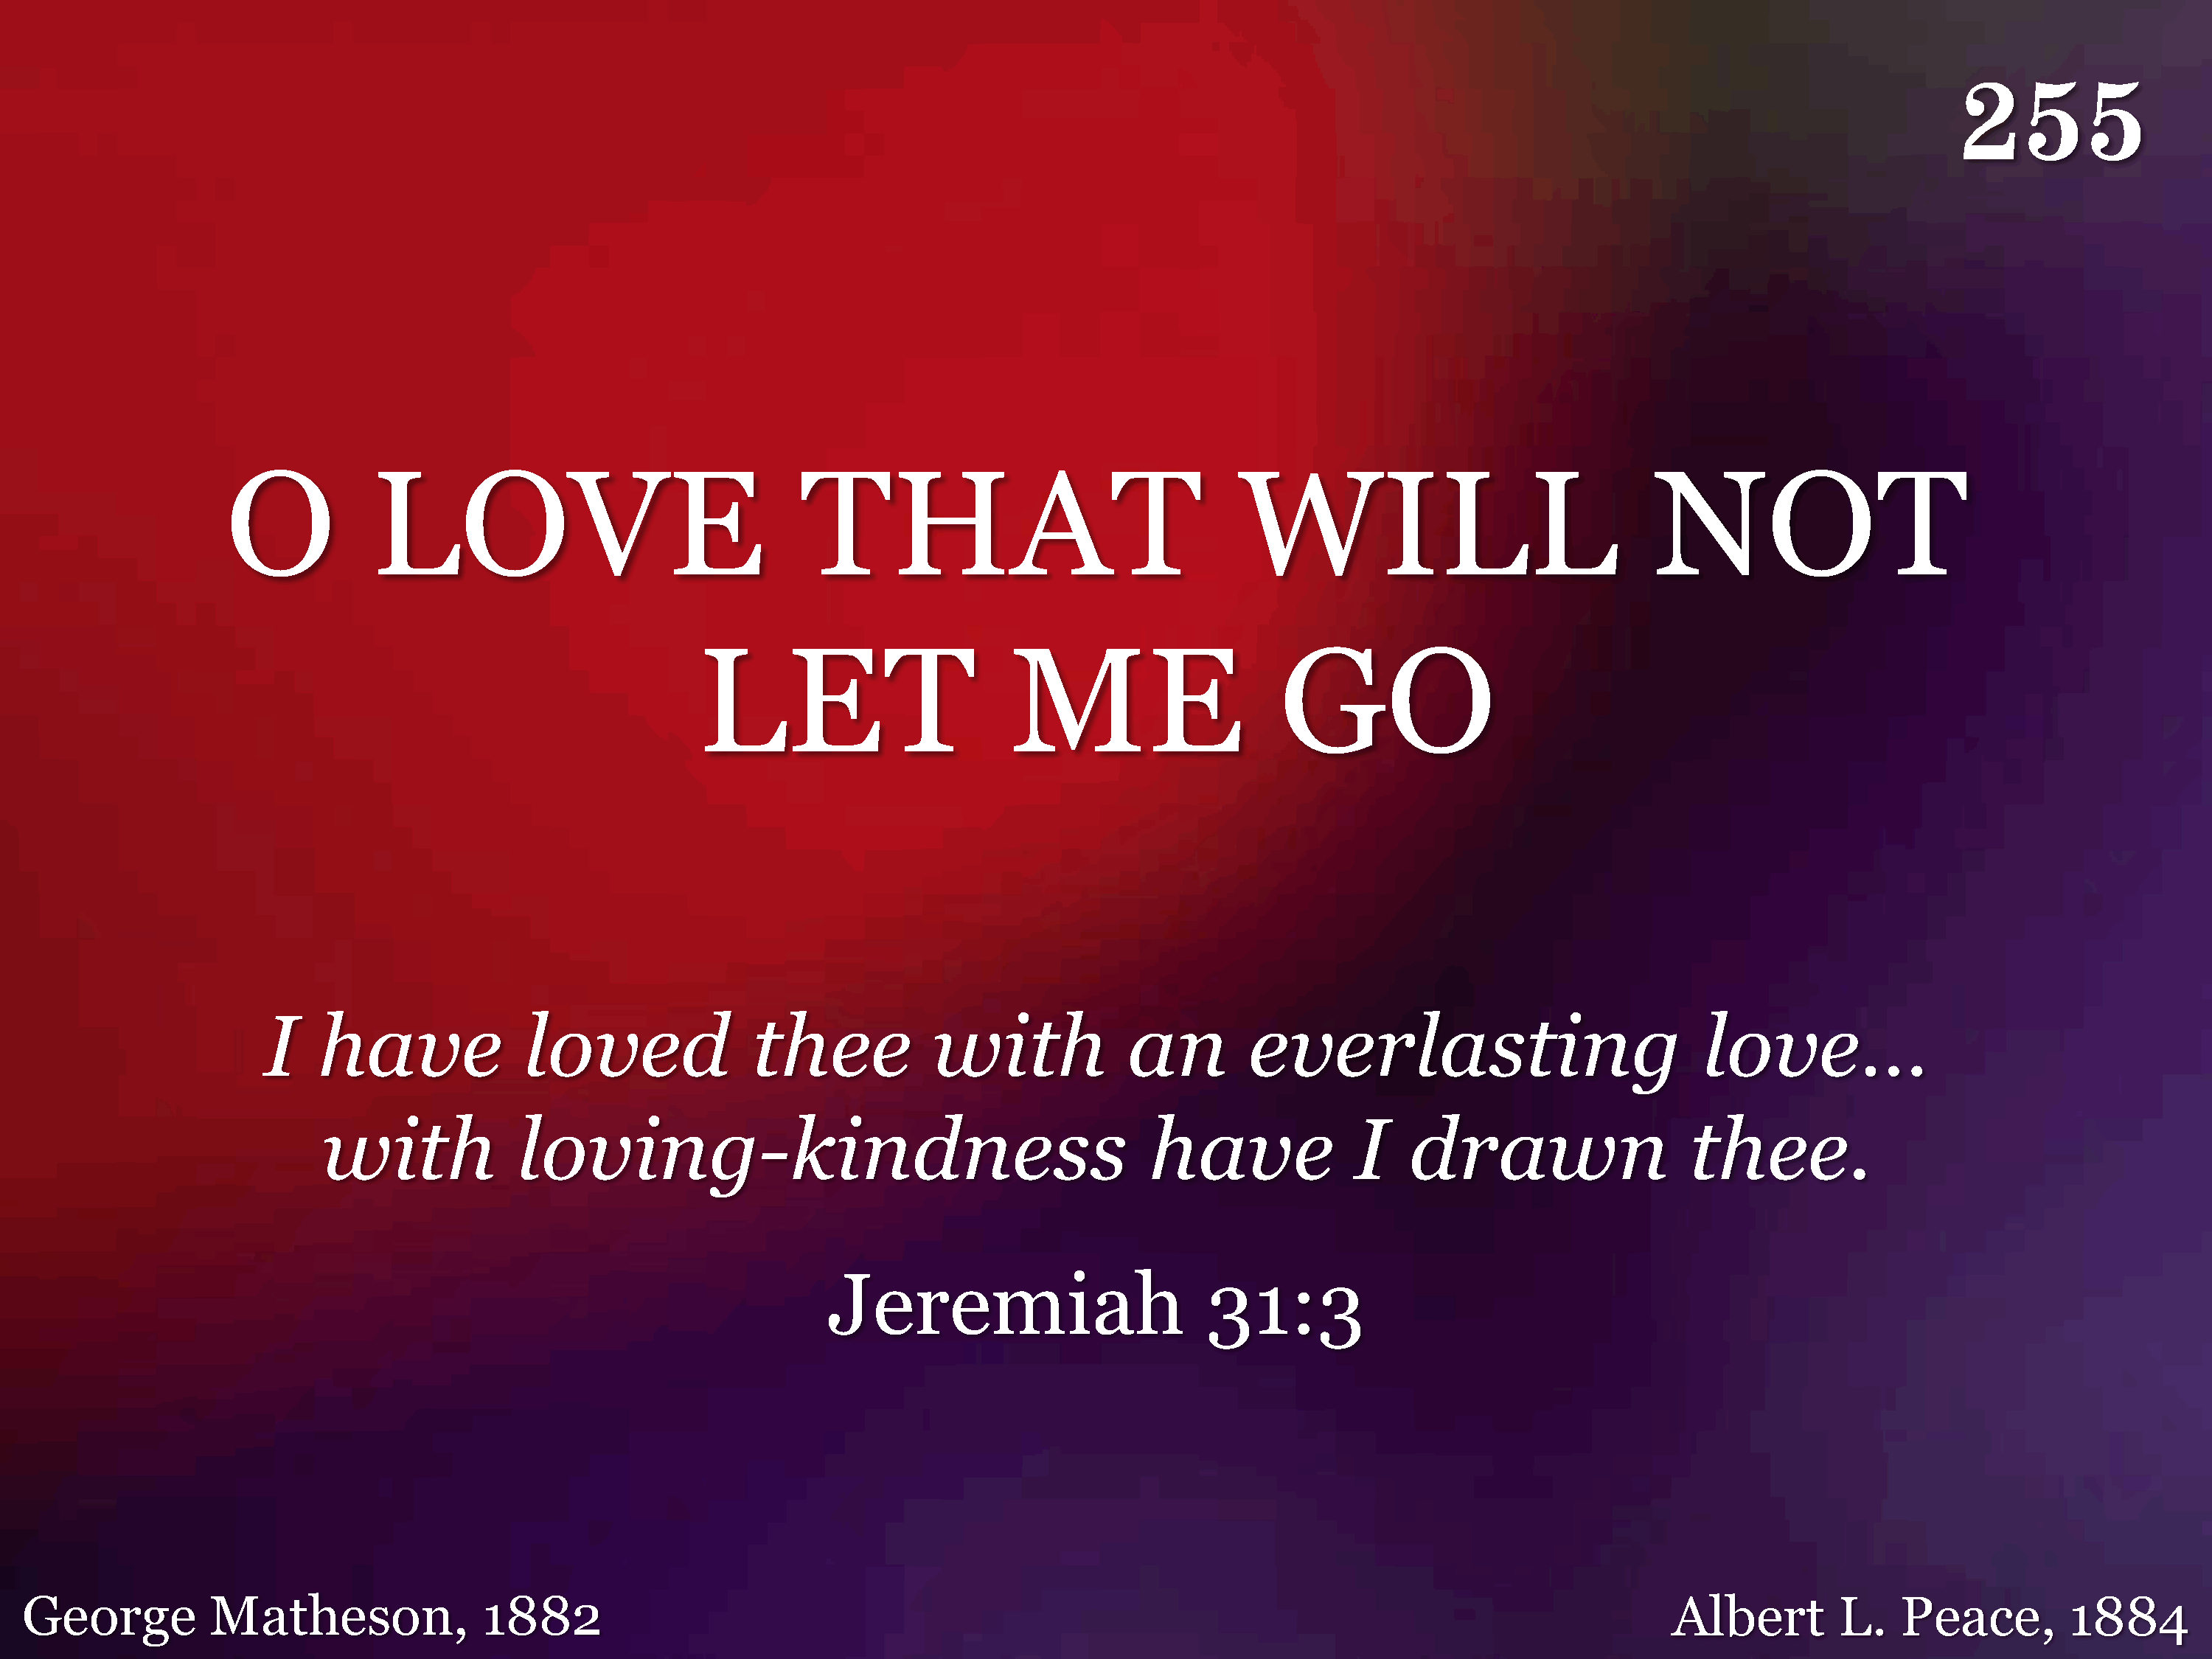 255
O LOVE THAT WILL NOT
LET ME GO
I have loved thee with an everlasting love...
with loving-kindness have I drawn thee.
Jeremiah 31:3
George Matheson, 1882
Albert L. Peace, 1884